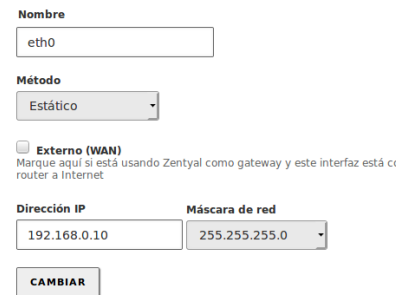 Nombre
eth0
Método
Estático
Externo (WAN)
Marque aquí si está usando Zentyal como gateway y este interfaz está
router a Internet
Dirección IP
Máscara de red
192.168.0.10
255.255.255.0
CAMBIAR